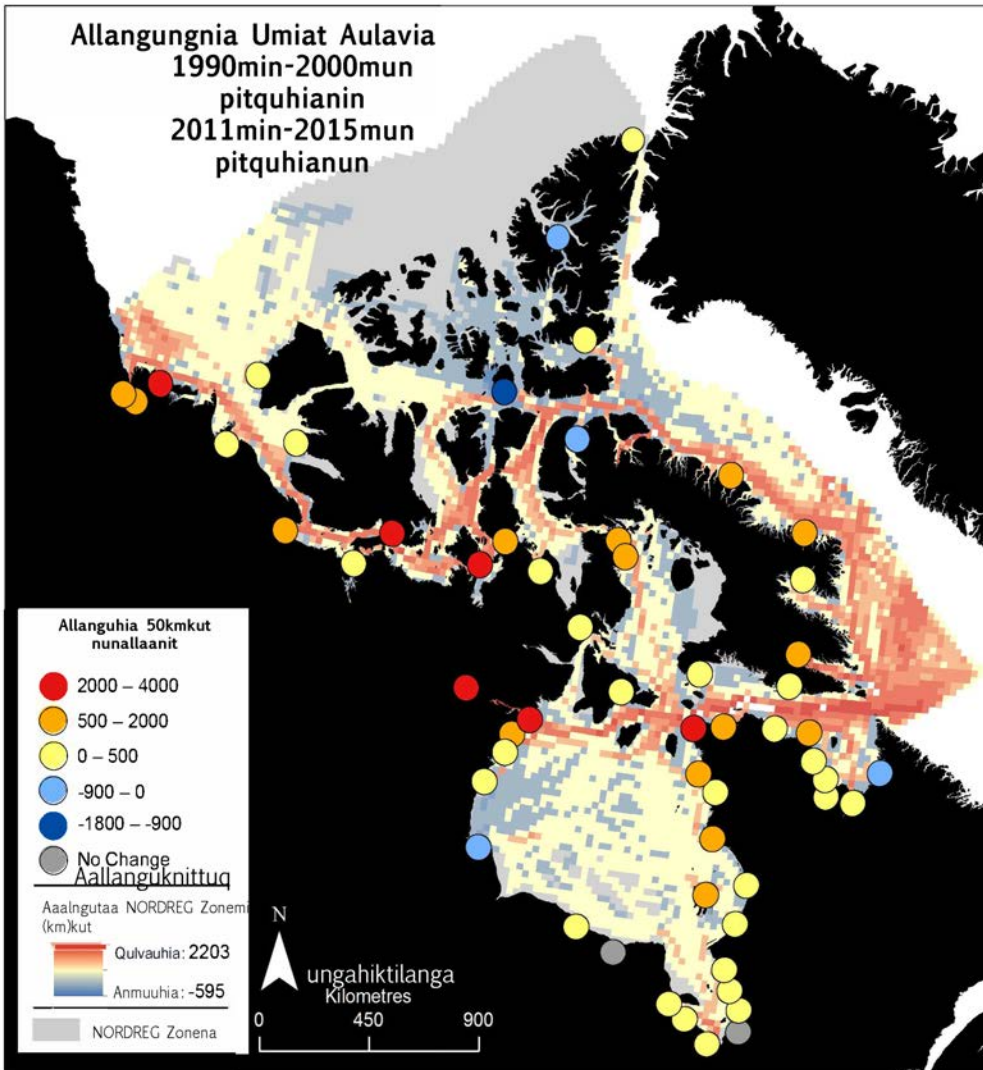 Allangungnia Umiat Aulavia
1990min-2000mun
pitquhianin
2011min-2015mun
pitquhianun
Allanguhia 50kmkut
nunallaanit
2000 – 4000
500 – 2000
0 – 500
-900 – 0
-1800 – -900
No Change
Aallanguknittuq
Aaalngutaa NORDREG Zonemi
(km)kut
Qulvauhia: 2203
Anmuuhia: -595
NORDREG Zonena
N
ungahiktilanga
Kilometres
0 450 900